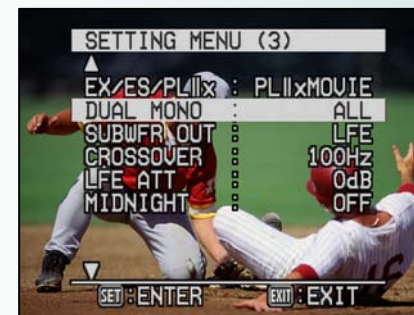 SETTING MENU (3)
EX/ES/PLⅡx : PLⅡxMOVIE
DUAL MONO : ALL
SUBWFR OUT : LFE
CROSSOVER : 100Hz
LFE ATT : 0dB
MIDNIGHT : OFF
SET : ENTER EXIT : EXIT
16